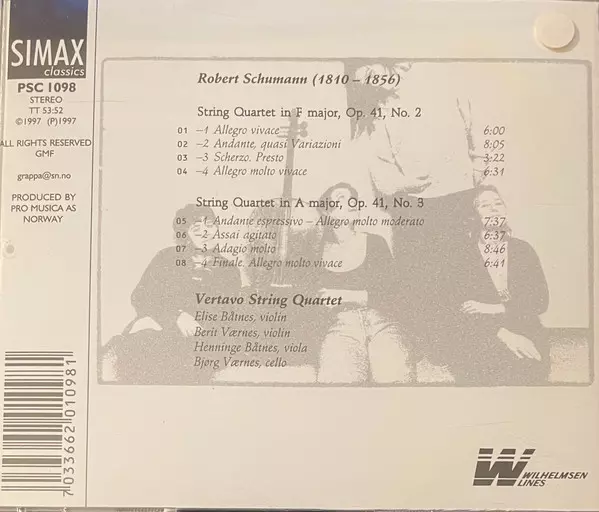 SIMAX
classics
PSC 1098
STEREO
TT 53:52
©1997 (P)1997
ALL RIGHTS RESERVED
GMF
grappa@sn.no
PRODUCED BY
PRO MUSICA AS
NORWAY
7033662010981
Robert Schumann (1810 – 1856)
String Quartet in F major, Op. 41, No. 2
01 –1 Allegro vivace 6:00
02 –2 Andante, quasi Variazioni 8:05
03 –3 Scherzo. Presto 3:22
04 –4 Allegro molto vivace 6:31
String Quartet in A major, Op. 41, No. 3
05 –1 Andante espressivo – Allegro molto moderato 7:37
06 –2 Assai agitato 6:37
07 –3 Adagio molto 8:46
08 –4 Finale. Allegro molto vivace 6:41
Vertavo String Quartet
Elise Båtnes, violin
Berit Værnes, violin
Henninge Båtnes, viola
Bjørg Værnes, cello
WILHELMSEN
LINES